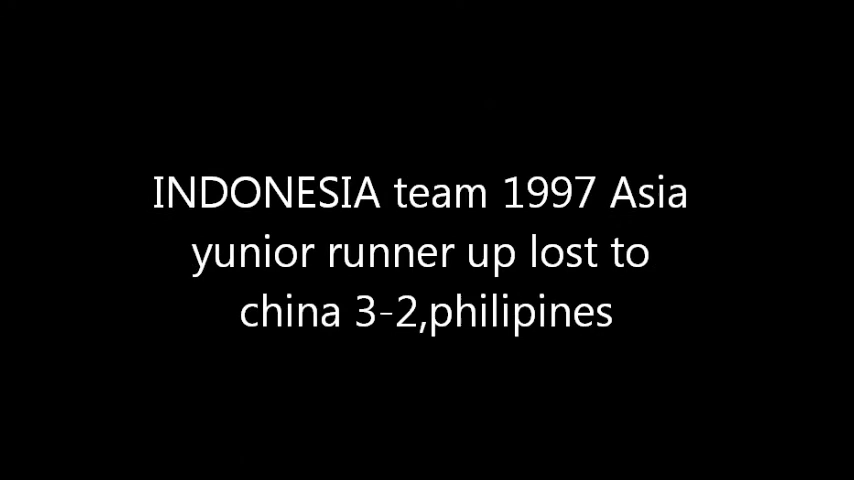 INDONESIA team 1997 Asia
yunior runner up lost to
china 3-2,philipines